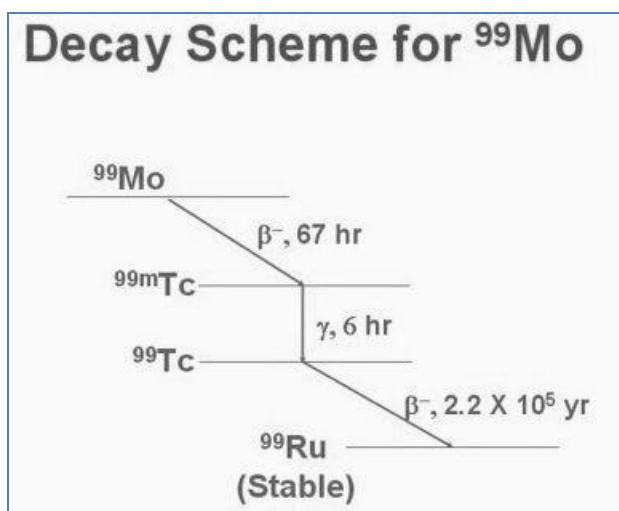 Decay Scheme for ⁹⁹Mo
⁹⁹Mo
β⁻, 67 hr
⁹⁹ᵐTc
γ, 6 hr
⁹⁹Tc
β⁻, 2.2 X 10⁵ yr
⁹⁹Ru
(Stable)